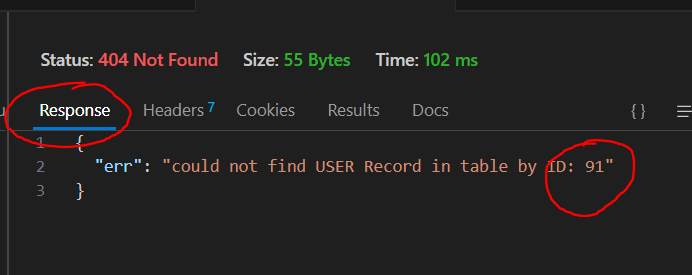 Status: 404 Not Found Size: 55 Bytes Time: 102 ms
Response Headers 7 Cookies Results Docs { }
1 {
2 "err": "could not find USER Record in table by ID: 91"
3 }